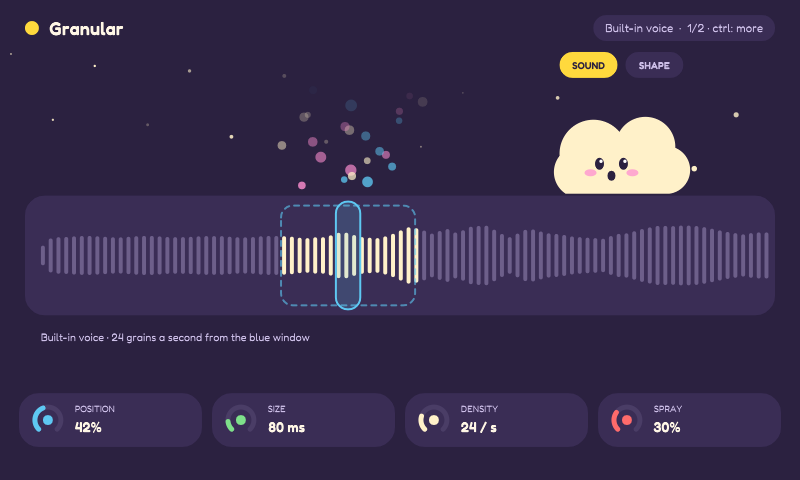 Granular
Built-in voice · 1/2 · ctrl: more
SOUND
SHAPE
Built-in voice · 24 grains a second from the blue window
POSITION
42%
SIZE
80 ms
DENSITY
24 / s
SPRAY
30%